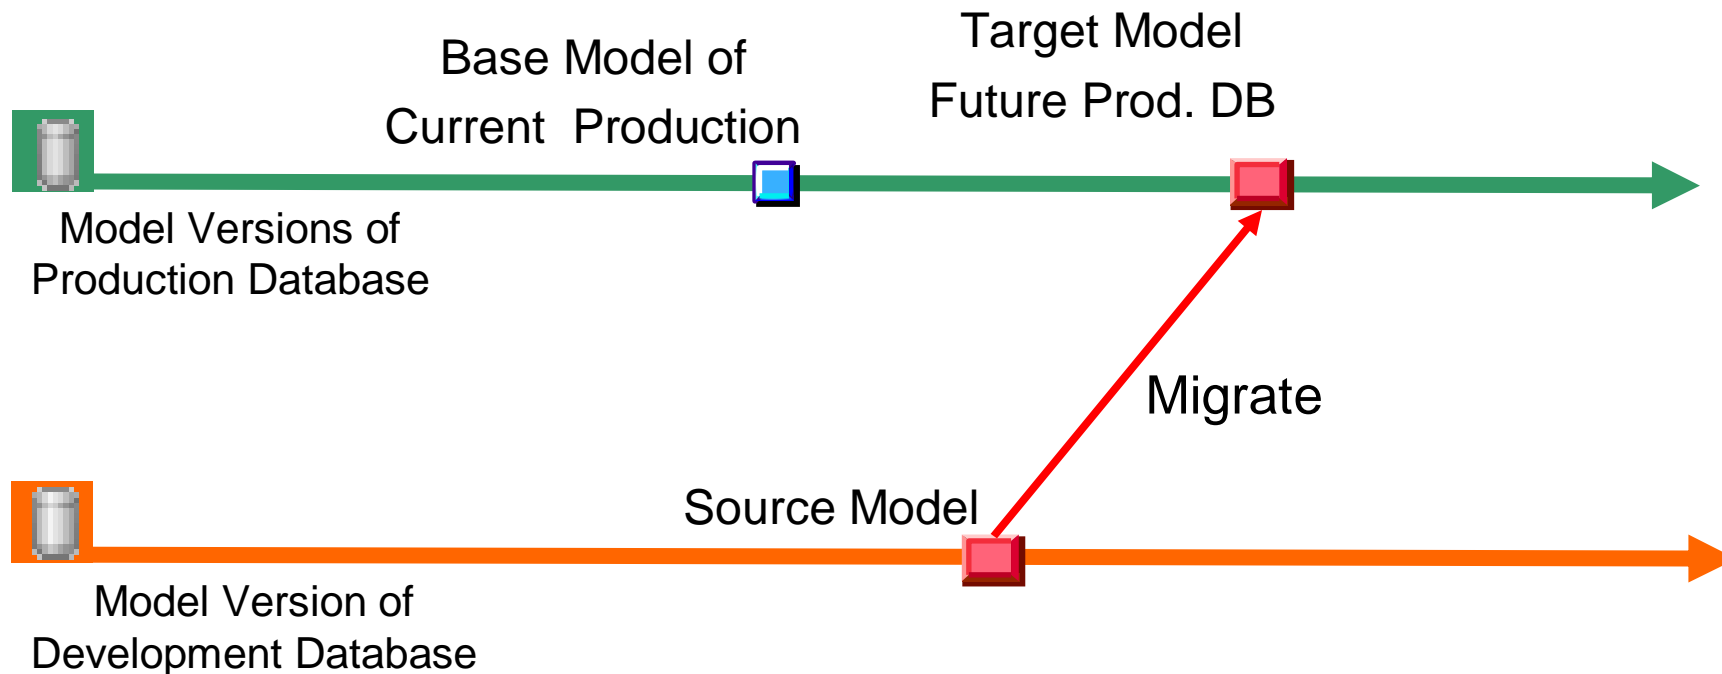 Base Model of
Current Production
Target Model
Future Prod. DB
Model Versions of
Production Database
Migrate
Source Model
Model Version of
Development Database